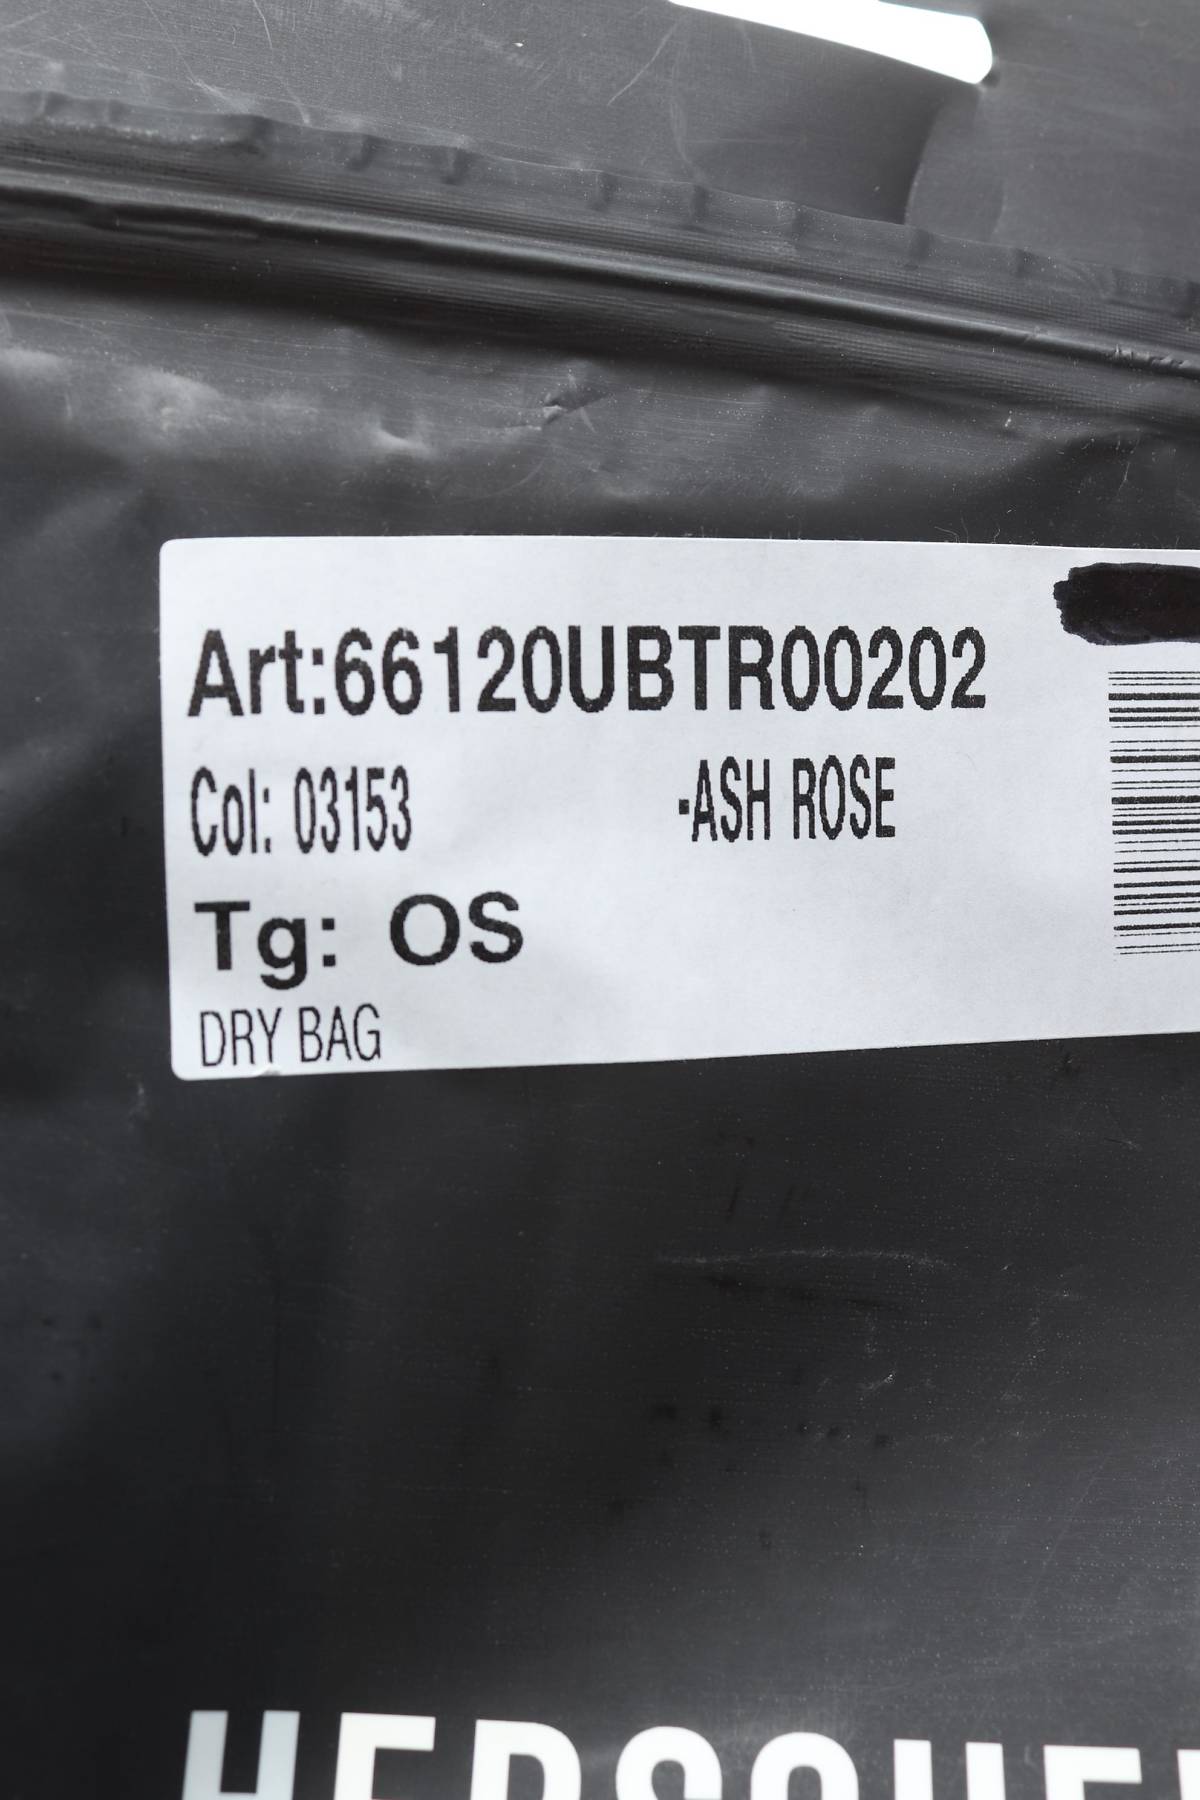 Art:66120UBTR00202
Col: 03153 -ASH ROSE
Tg: OS
DRY BAG